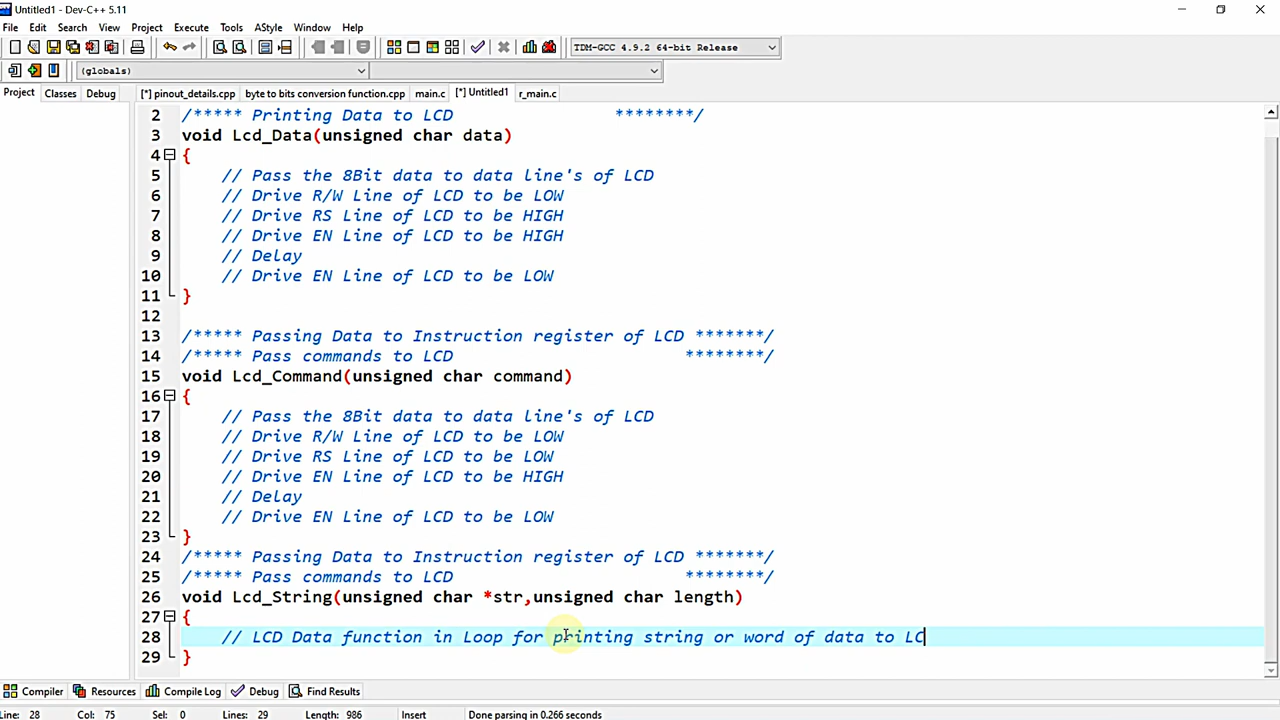 Untitled1 - Dev-C++ 5.11
File Edit Search View Project Execute Tools AStyle Window Help
TDM-GCC 4.9.2 64-bit Release
(globals)
Project Classes Debug [*] pinout_details.cpp byte to bits conversion function.cpp main.c [*] Untitled1 r_main.c
2 /***** Printing Data to LCD ********/
3 void Lcd_Data(unsigned char data)
4 {
5 // Pass the 8Bit data to data line's of LCD
6 // Drive R/W Line of LCD to be LOW
7 // Drive RS Line of LCD to be HIGH
8 // Drive EN Line of LCD to be HIGH
9 // Delay
10 // Drive EN Line of LCD to be LOW
11 }
12
13 /***** Passing Data to Instruction register of LCD *******/
14 /***** Pass commands to LCD ********/
15 void Lcd_Command(unsigned char command)
16 {
17 // Pass the 8Bit data to data line's of LCD
18 // Drive R/W Line of LCD to be LOW
19 // Drive RS Line of LCD to be LOW
20 // Drive EN Line of LCD to be HIGH
21 // Delay
22 // Drive EN Line of LCD to be LOW
23 }
24 /***** Passing Data to Instruction register of LCD *******/
25 /***** Pass commands to LCD ********/
26 void Lcd_String(unsigned char *str,unsigned char length)
27 {
28 // LCD Data function in Loop for printing string or word of data to LC
29 }
Compiler Resources Compile Log Debug Find Results
Line: 28 Col: 75 Sel: 0 Lines: 29 Length: 986 Insert Done parsing in 0.266 seconds